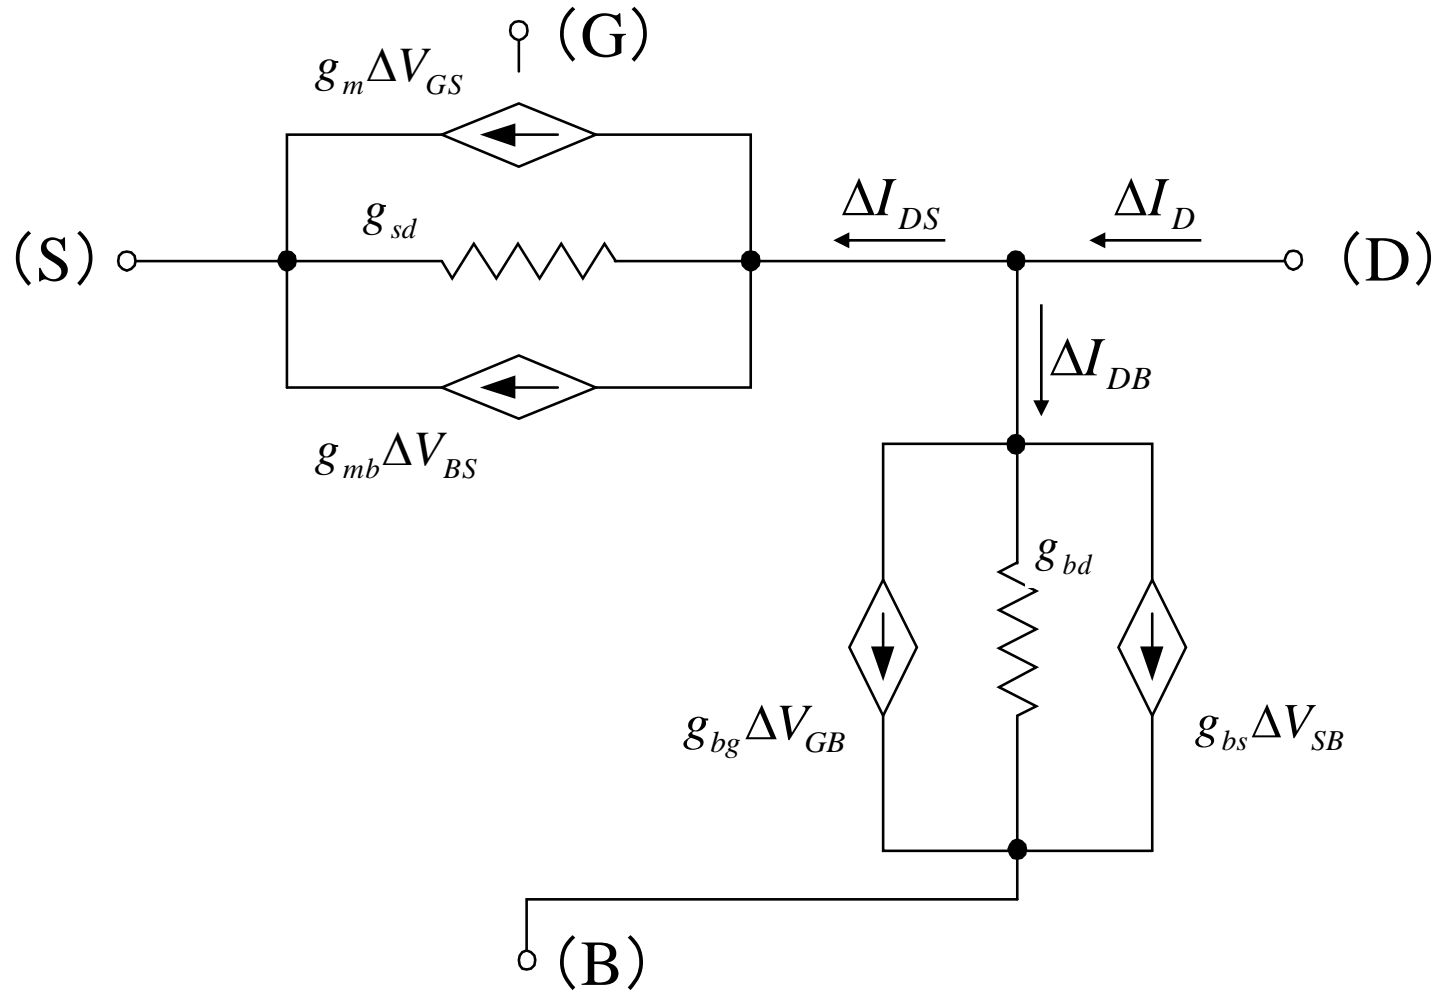 (G)
g_m ΔV_GS
g_sd
ΔI_DS
ΔI_D
(S)
(D)
ΔI_DB
g_mb ΔV_BS
g_bd
g_bg ΔV_GB
g_bs ΔV_SB
(B)